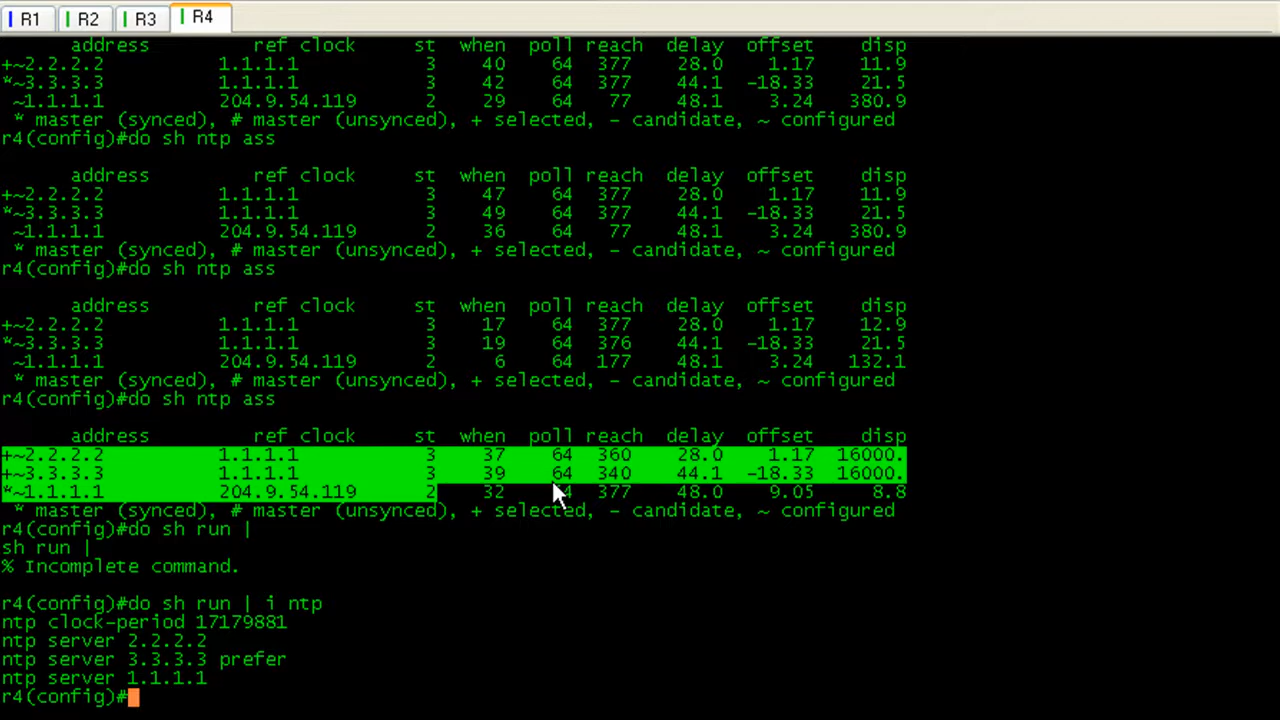 R1 R2 R3 R4
address ref clock st when poll reach delay offset disp
+~2.2.2.2 1.1.1.1 3 40 64 377 28.0 1.17 11.9
*~3.3.3.3 1.1.1.1 3 42 64 377 44.1 -18.33 21.5
~1.1.1.1 204.9.54.119 2 29 64 77 48.1 3.24 380.9
* master (synced), # master (unsynced), + selected, - candidate, ~ configured
r4(config)#do sh ntp ass
address ref clock st when poll reach delay offset disp
+~2.2.2.2 1.1.1.1 3 47 64 377 28.0 1.17 11.9
*~3.3.3.3 1.1.1.1 3 49 64 377 44.1 -18.33 21.5
~1.1.1.1 204.9.54.119 2 36 64 77 48.1 3.24 380.9
* master (synced), # master (unsynced), + selected, - candidate, ~ configured
r4(config)#do sh ntp ass
address ref clock st when poll reach delay offset disp
+~2.2.2.2 1.1.1.1 3 17 64 377 28.0 1.17 12.9
*~3.3.3.3 1.1.1.1 3 19 64 376 44.1 -18.33 21.5
~1.1.1.1 204.9.54.119 2 6 64 177 48.1 3.24 132.1
* master (synced), # master (unsynced), + selected, - candidate, ~ configured
r4(config)#do sh ntp ass
address ref clock st when poll reach delay offset disp
+~2.2.2.2 1.1.1.1 3 37 64 360 28.0 1.17 16000.
+~3.3.3.3 1.1.1.1 3 39 64 340 44.1 -18.33 16000.
*~1.1.1.1 204.9.54.119 2 32 377 48.0 9.05 8.8
* master (synced), # master (unsynced), + selected, - candidate, ~ configured
r4(config)#do sh run |
sh run |
% Incomplete command.
r4(config)#do sh run | i ntp
ntp clock-period 17179881
ntp server 2.2.2.2
ntp server 3.3.3.3 prefer
ntp server 1.1.1.1
r4(config)#